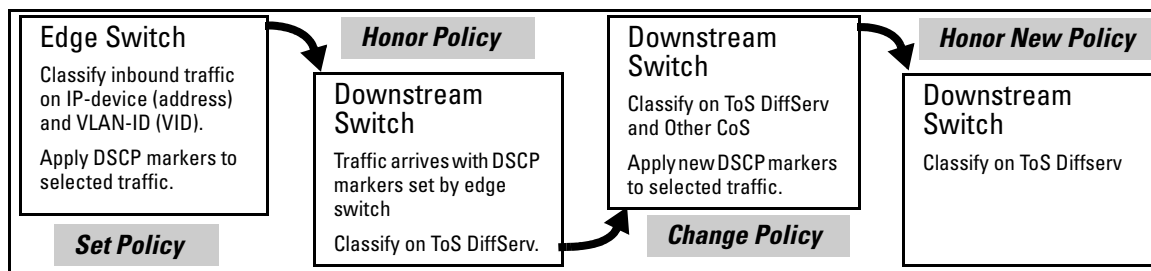 Edge Switch
Classify inbound traffic
on IP-device (address)
and VLAN-ID (VID).
Apply DSCP markers to
selected traffic.
Set Policy
Honor Policy
Downstream
Switch
Traffic arrives with DSCP
markers set by edge
switch
Classify on ToS DiffServ.
Downstream
Switch
Classify on ToS DiffServ
and Other CoS
Apply new DSCP markers
to selected traffic.
Change Policy
Honor New Policy
Downstream
Switch
Classify on ToS Diffserv